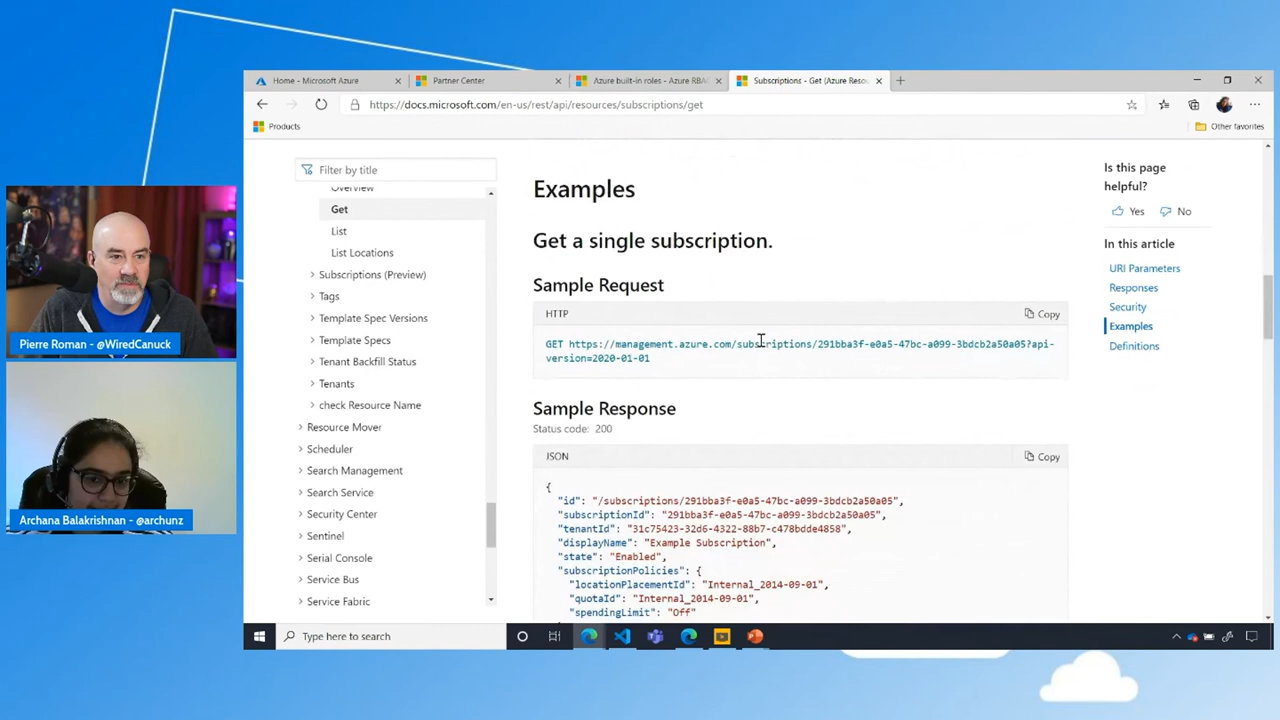 Home - Microsoft Azure
Partner Center
Azure built-in roles - Azure RBAC
Subscriptions - Get (Azure Resou
https://docs.microsoft.com/en-us/rest/api/resources/subscriptions/get
Products
Other favorites
Filter by title
Overview
Get
List
List Locations
Subscriptions (Preview)
Tags
Template Spec Versions
Template Specs
Tenant Backfill Status
Tenants
check Resource Name
Resource Mover
Scheduler
Search Management
Search Service
Security Center
Sentinel
Serial Console
Service Bus
Service Fabric
Examples
Get a single subscription.
Sample Request
HTTP
Copy
GET https://management.azure.com/subscriptions/291bba3f-e0a5-47bc-a099-3bdcb2a50a05?api-
version=2020-01-01
Sample Response
Status code: 200
JSON
Copy
{
"id": "/subscriptions/291bba3f-e0a5-47bc-a099-3bdcb2a50a05",
"subscriptionId": "291bba3f-e0a5-47bc-a099-3bdcb2a50a05",
"tenantId": "31c75423-32d6-4322-88b7-c478bdde4858",
"displayName": "Example Subscription",
"state": "Enabled",
"subscriptionPolicies": {
"locationPlacementId": "Internal_2014-09-01",
"quotaId": "Internal_2014-09-01",
"spendingLimit": "Off"
Is this page
helpful?
Yes
No
In this article
URI Parameters
Responses
Security
Examples
Definitions
Pierre Roman - @WiredCanuck
Archana Balakrishnan - @archunz
Type here to search